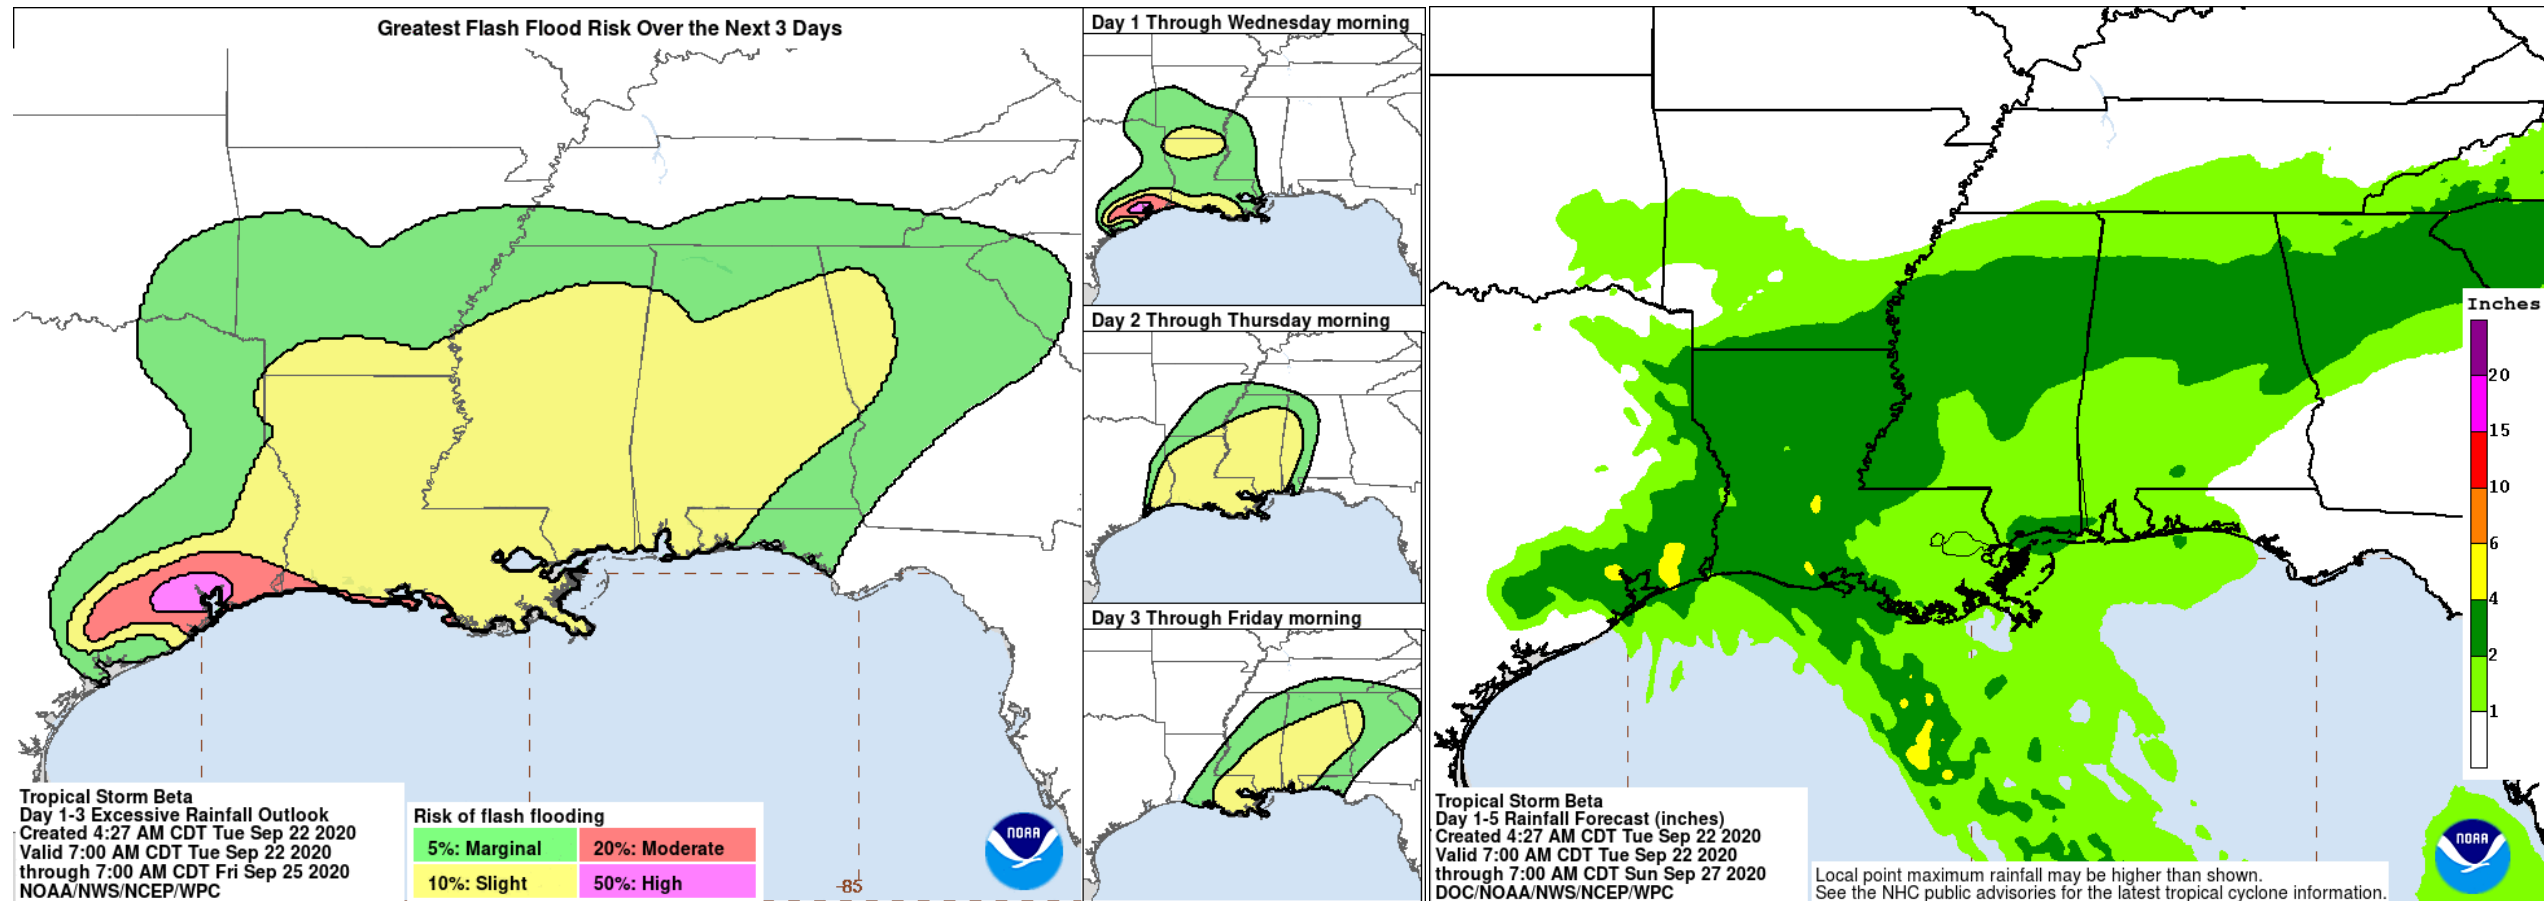 Greatest Flash Flood Risk Over the Next 3 Days
-85
Tropical Storm Beta
Day 1-3 Excessive Rainfall Outlook
Created 4:27 AM CDT Tue Sep 22 2020
Valid 7:00 AM CDT Tue Sep 22 2020
through 7:00 AM CDT Fri Sep 25 2020
NOAA/NWS/NCEP/WPC
Risk of flash flooding
5%: Marginal
20%: Moderate
10%: Slight
50%: High
NOAA
Day 1 Through Wednesday morning
Day 2 Through Thursday morning
Day 3 Through Friday morning
Inches
20
15
10
6
4
2
1
Tropical Storm Beta
Day 1-5 Rainfall Forecast (inches)
Created 4:27 AM CDT Tue Sep 22 2020
Valid 7:00 AM CDT Tue Sep 22 2020
through 7:00 AM CDT Sun Sep 27 2020
DOC/NOAA/NWS/NCEP/WPC
Local point maximum rainfall may be higher than shown.
See the NHC public advisories for the latest tropical cyclone information.
NOAA